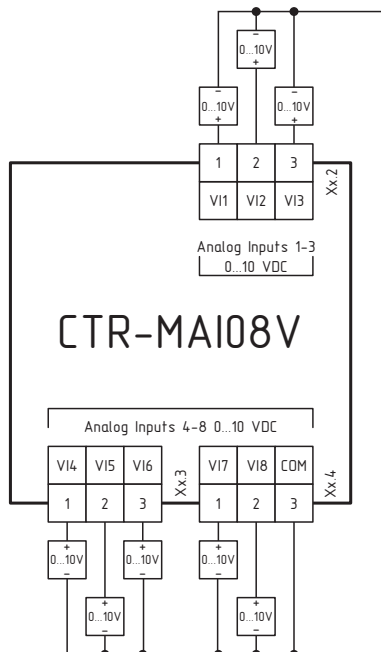 −
0...10V
+
− −
0...10V 0...10V
+ +
1 2 3
VI1 VI2 VI3
Xx.2
Analog Inputs 1-3
0...10 VDC
CTR-MAI08V
Analog Inputs 4-8 0...10 VDC
VI4 VI5 VI6
1 2 3
Xx.3
VI7 VI8 COM
1 2 3
Xx.4
+ + +
0...10V 0...10V 0...10V
− − −
+ +
0...10V 0...10V
− −